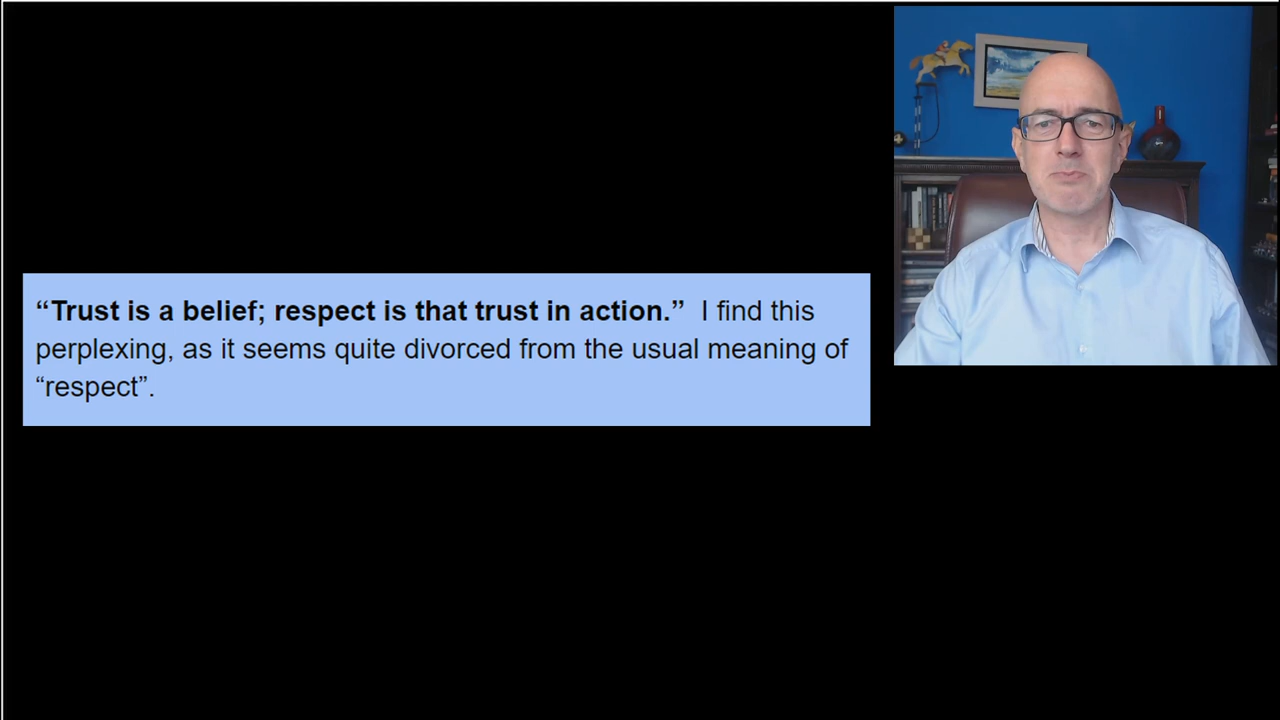 “Trust is a belief; respect is that trust in action.”  I find this
perplexing, as it seems quite divorced from the usual meaning of
“respect”.